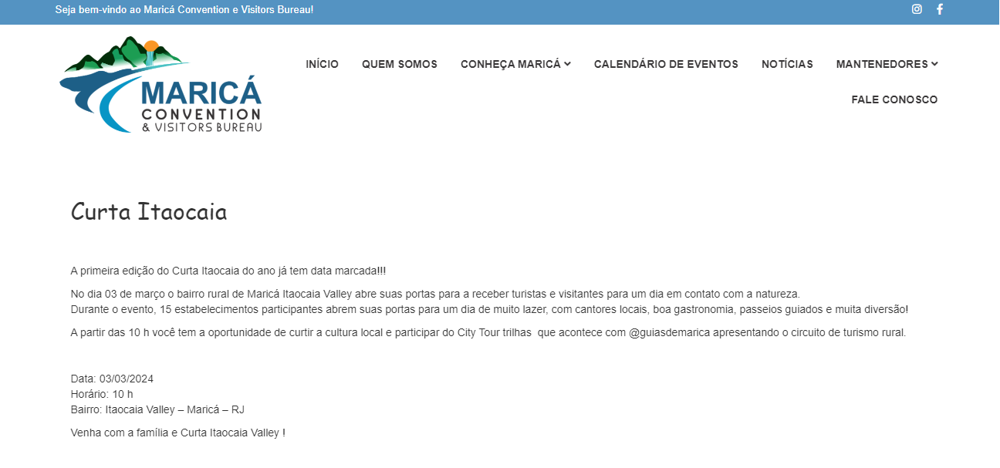 Seja bem-vindo ao Maricá Convention e Visitors Bureau!
MARICÁ
CONVENTION
& VISITORS BUREAU
INÍCIO QUEM SOMOS CONHEÇA MARICÁ CALENDÁRIO DE EVENTOS NOTÍCIAS MANTENEDORES
FALE CONOSCO
Curta Itaocaia
A primeira edição do Curta Itaocaia do ano já tem data marcada!!!
No dia 03 de março o bairro rural de Maricá Itaocaia Valley abre suas portas para a receber turistas e visitantes para um dia em contato com a natureza.
Durante o evento, 15 estabelecimentos participantes abrem suas portas para um dia de muito lazer, com cantores locais, boa gastronomia, passeios guiados e muita diversão!
A partir das 10 h você tem a oportunidade de curtir a cultura local e participar do City Tour trilhas  que acontece com @guiasdemarica apresentando o circuito de turismo rural.
Data: 03/03/2024
Horário: 10 h
Bairro: Itaocaia Valley – Maricá – RJ
Venha com a família e Curta Itaocaia Valley !